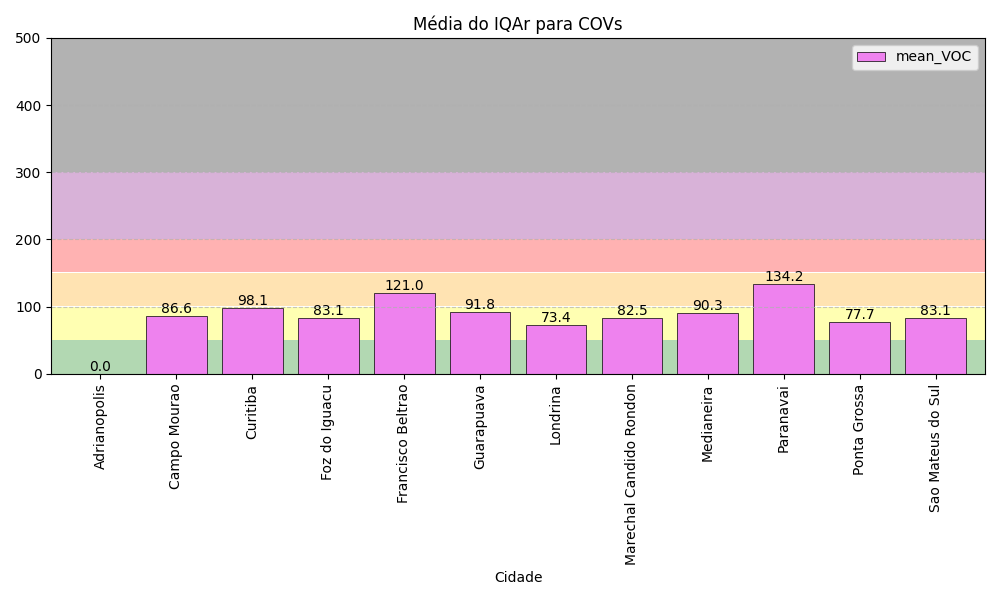 Média do IQAr para COVs
500
400
300
200
100
0
mean_VOC
0.0
86.6
98.1
83.1
121.0
91.8
73.4
82.5
90.3
134.2
77.7
83.1
Adrianopolis
Campo Mourao
Curitiba
Foz do Iguacu
Francisco Beltrao
Guarapuava
Londrina
Marechal Candido Rondon
Medianeira
Paranavai
Ponta Grossa
Sao Mateus do Sul
Cidade